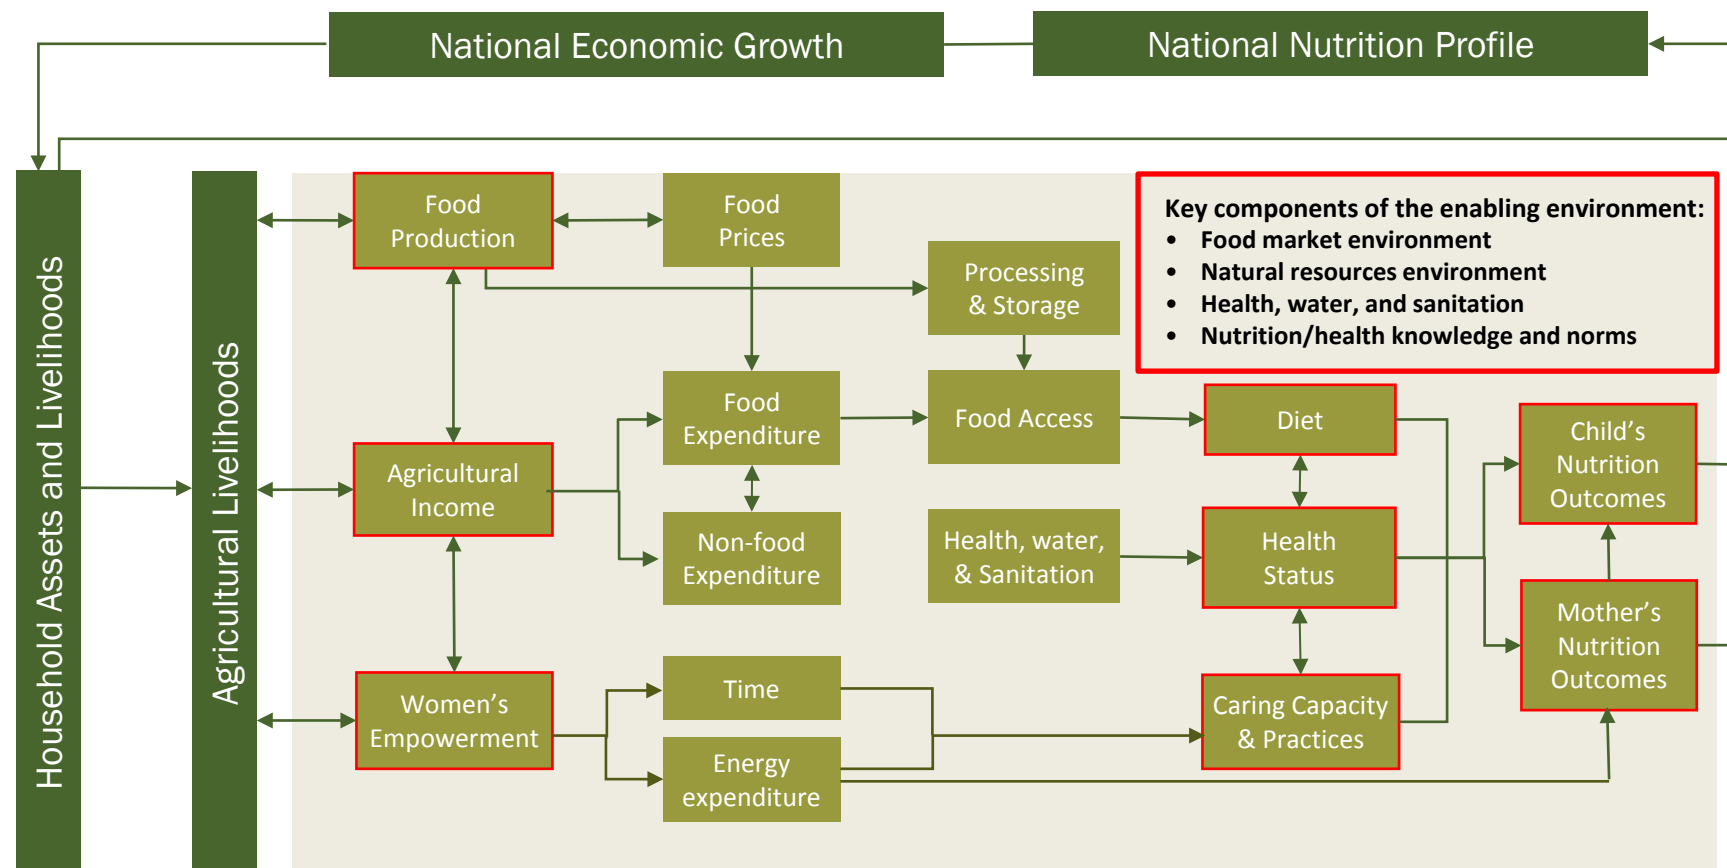 National Economic Growth
National Nutrition Profile
Household Assets and Livelihoods
Agricultural Livelihoods
Food
Production
Food
Prices
Processing
& Storage
Key components of the enabling environment:
• Food market environment
• Natural resources environment
• Health, water, and sanitation
• Nutrition/health knowledge and norms
Agricultural
Income
Food
Expenditure
Food Access
Diet
Child’s
Nutrition
Outcomes
Non-food
Expenditure
Health, water,
& Sanitation
Health
Status
Mother’s
Nutrition
Outcomes
Women’s
Empowerment
Time
Energy
expenditure
Caring Capacity
& Practices